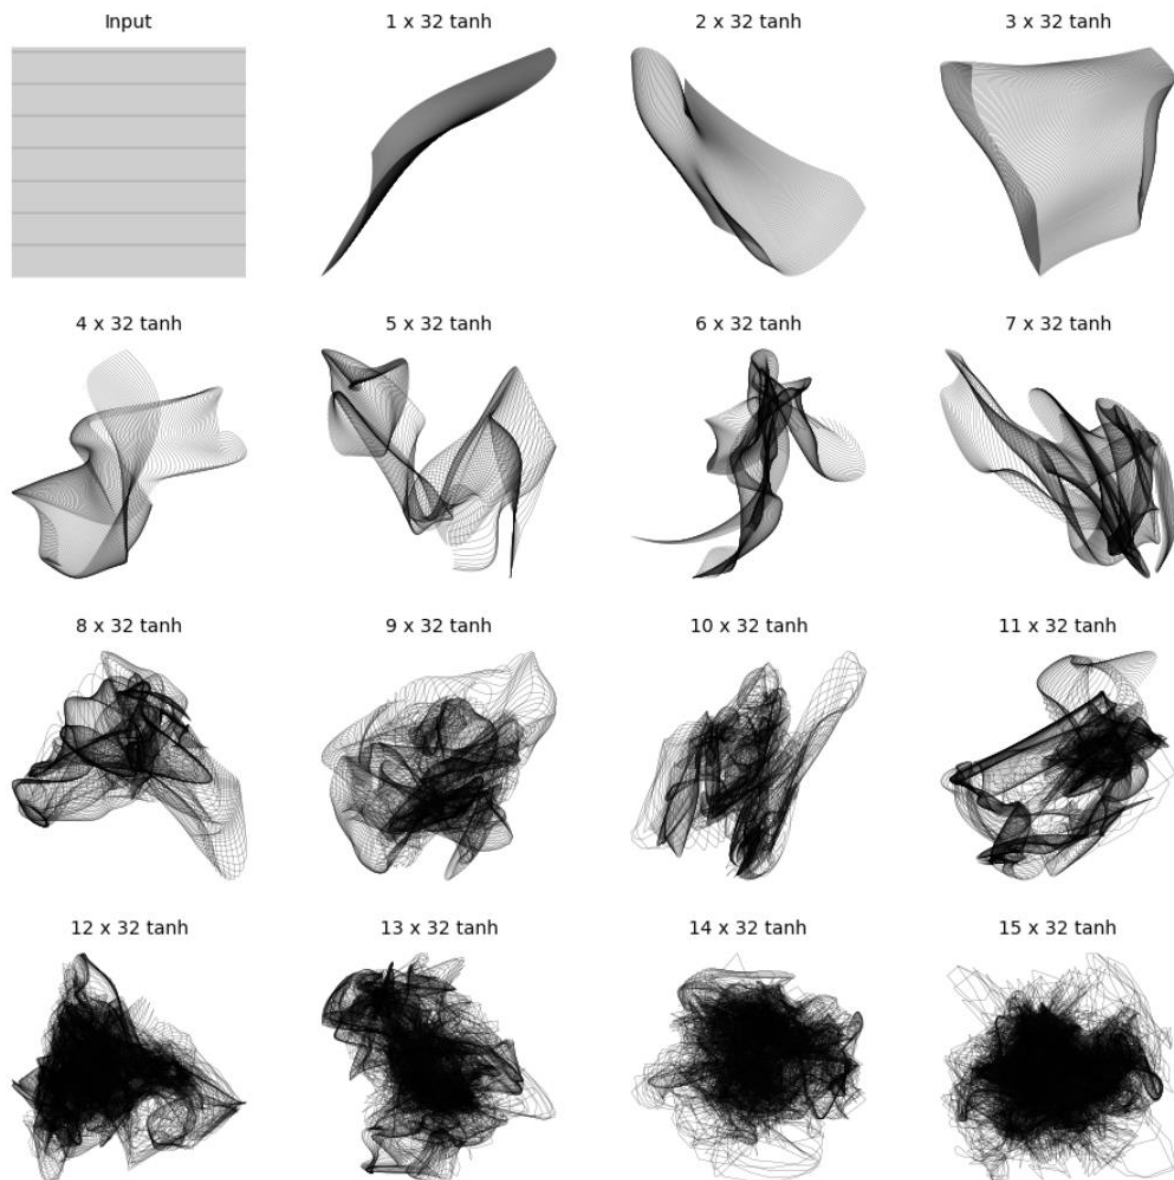 Input
1 x 32 tanh
2 x 32 tanh
3 x 32 tanh
4 x 32 tanh
5 x 32 tanh
6 x 32 tanh
7 x 32 tanh
8 x 32 tanh
9 x 32 tanh
10 x 32 tanh
11 x 32 tanh
12 x 32 tanh
13 x 32 tanh
14 x 32 tanh
15 x 32 tanh